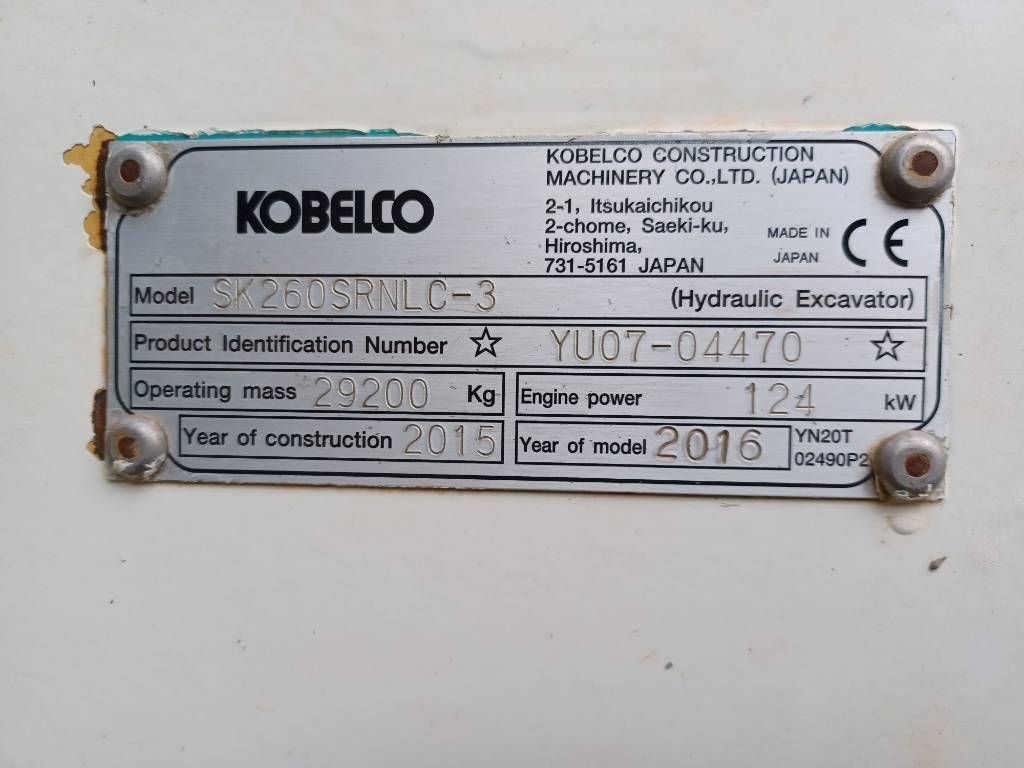 KOBELCO
KOBELCO CONSTRUCTION
MACHINERY CO.,LTD. (JAPAN)
2-1, Itsukaichikou
2-chome, Saeki-ku,
Hiroshima,
731-5161 JAPAN
MADE IN
JAPAN
CE
Model SK260SRNLC-3 (Hydraulic Excavator)
Product Identification Number ☆ YU07-04470 ☆
Operating mass 29200 Kg
Engine power 124 kW
Year of construction 2015
Year of model 2016
YN20T
02490P2